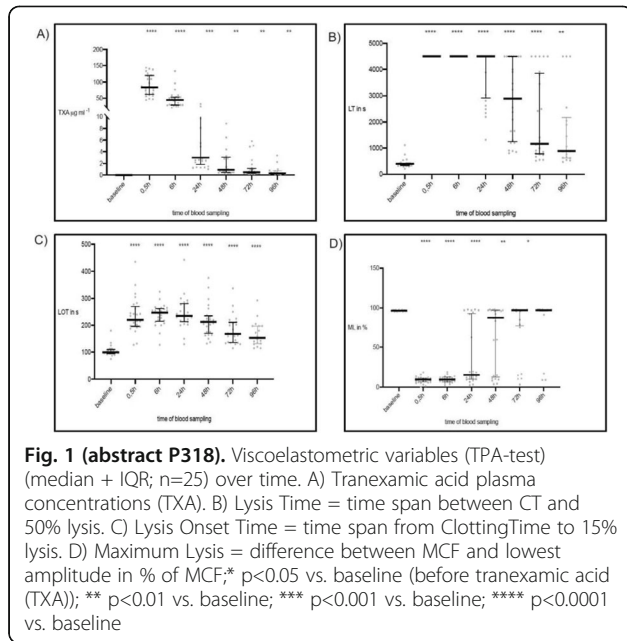 A)
**** **** *** ** ** **
200
150
100
50
TXA µg ml⁻¹
10
8
6
4
2
0
baseline 0,5h 6h 24h 48h 72h 96h
time of blood sampling
B)
**** **** **** **** **** **
5000
4000
3000
2000
1000
0
LT in s
baseline 0,5h 6h 24h 48h 72h 96h
time of blood sampling
C)
**** **** **** **** **** ****
500
400
300
200
100
0
LOT in s
baseline 0,5h 6h 24h 48h 72h 96h
time of blood sampling
D)
**** **** **** ** *
150
100
50
0
ML in %
baseline 0,5h 6h 24h 48h 72h 96h
time of blood sampling
Fig. 1 (abstract P318). Viscoelastometric variables (TPA-test)
(median + IQR; n=25) over time. A) Tranexamic acid plasma
concentrations (TXA). B) Lysis Time = time span between CT and
50% lysis. C) Lysis Onset Time = time span from ClottingTime to 15%
lysis. D) Maximum Lysis = difference between MCF and lowest
amplitude in % of MCF;* p<0.05 vs. baseline (before tranexamic acid
(TXA)); ** p<0.01 vs. baseline; *** p<0.001 vs. baseline; **** p<0.0001
vs. baseline